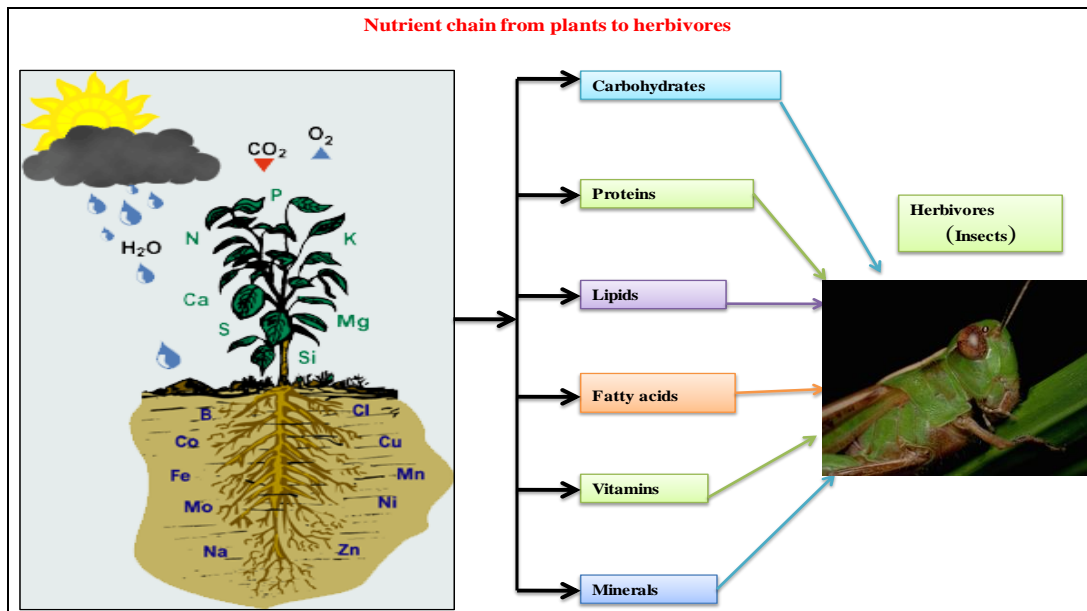 Nutrient chain from plants to herbivores
CO₂
O₂
P
N
K
H₂O
Ca
S
Mg
Si
B
Cl
Co
Cu
Fe
Mn
Mo
Ni
Na
Zn
Carbohydrates
Proteins
Lipids
Fatty acids
Vitamins
Minerals
Herbivores
(Insects)